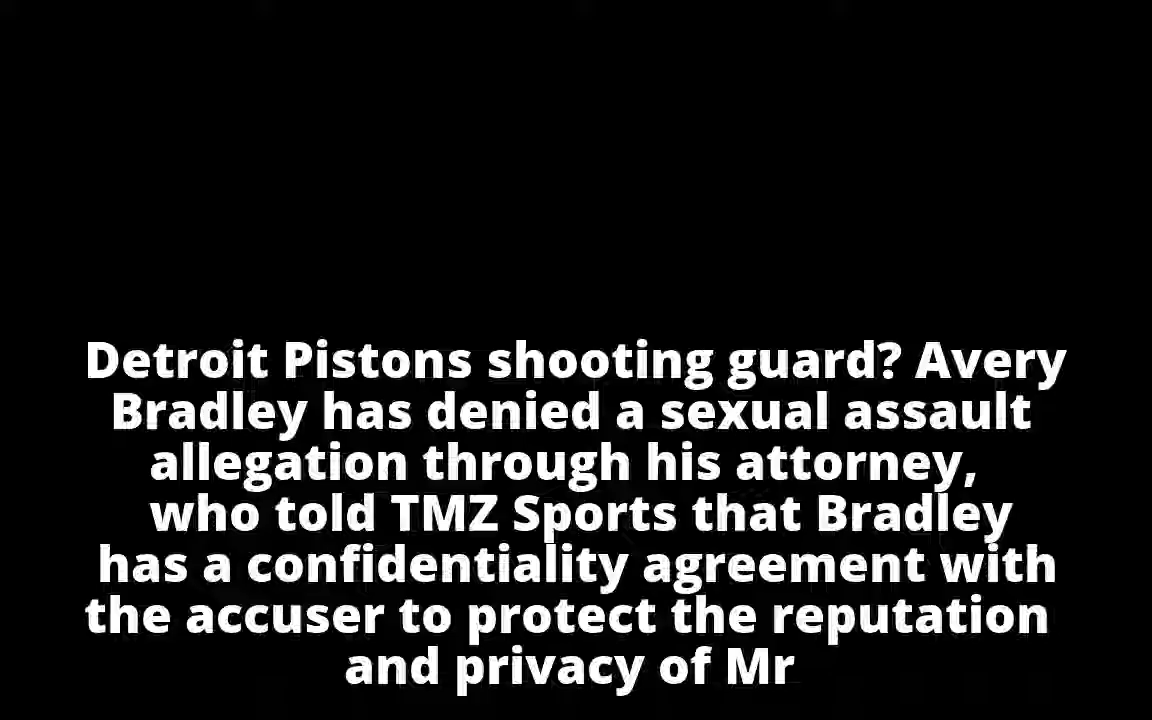 Detroit Pistons shooting guard? Avery
Bradley has denied a sexual assault
allegation through his attorney,
who told TMZ Sports that Bradley
has a confidentiality agreement with
the accuser to protect the reputation
and privacy of Mr